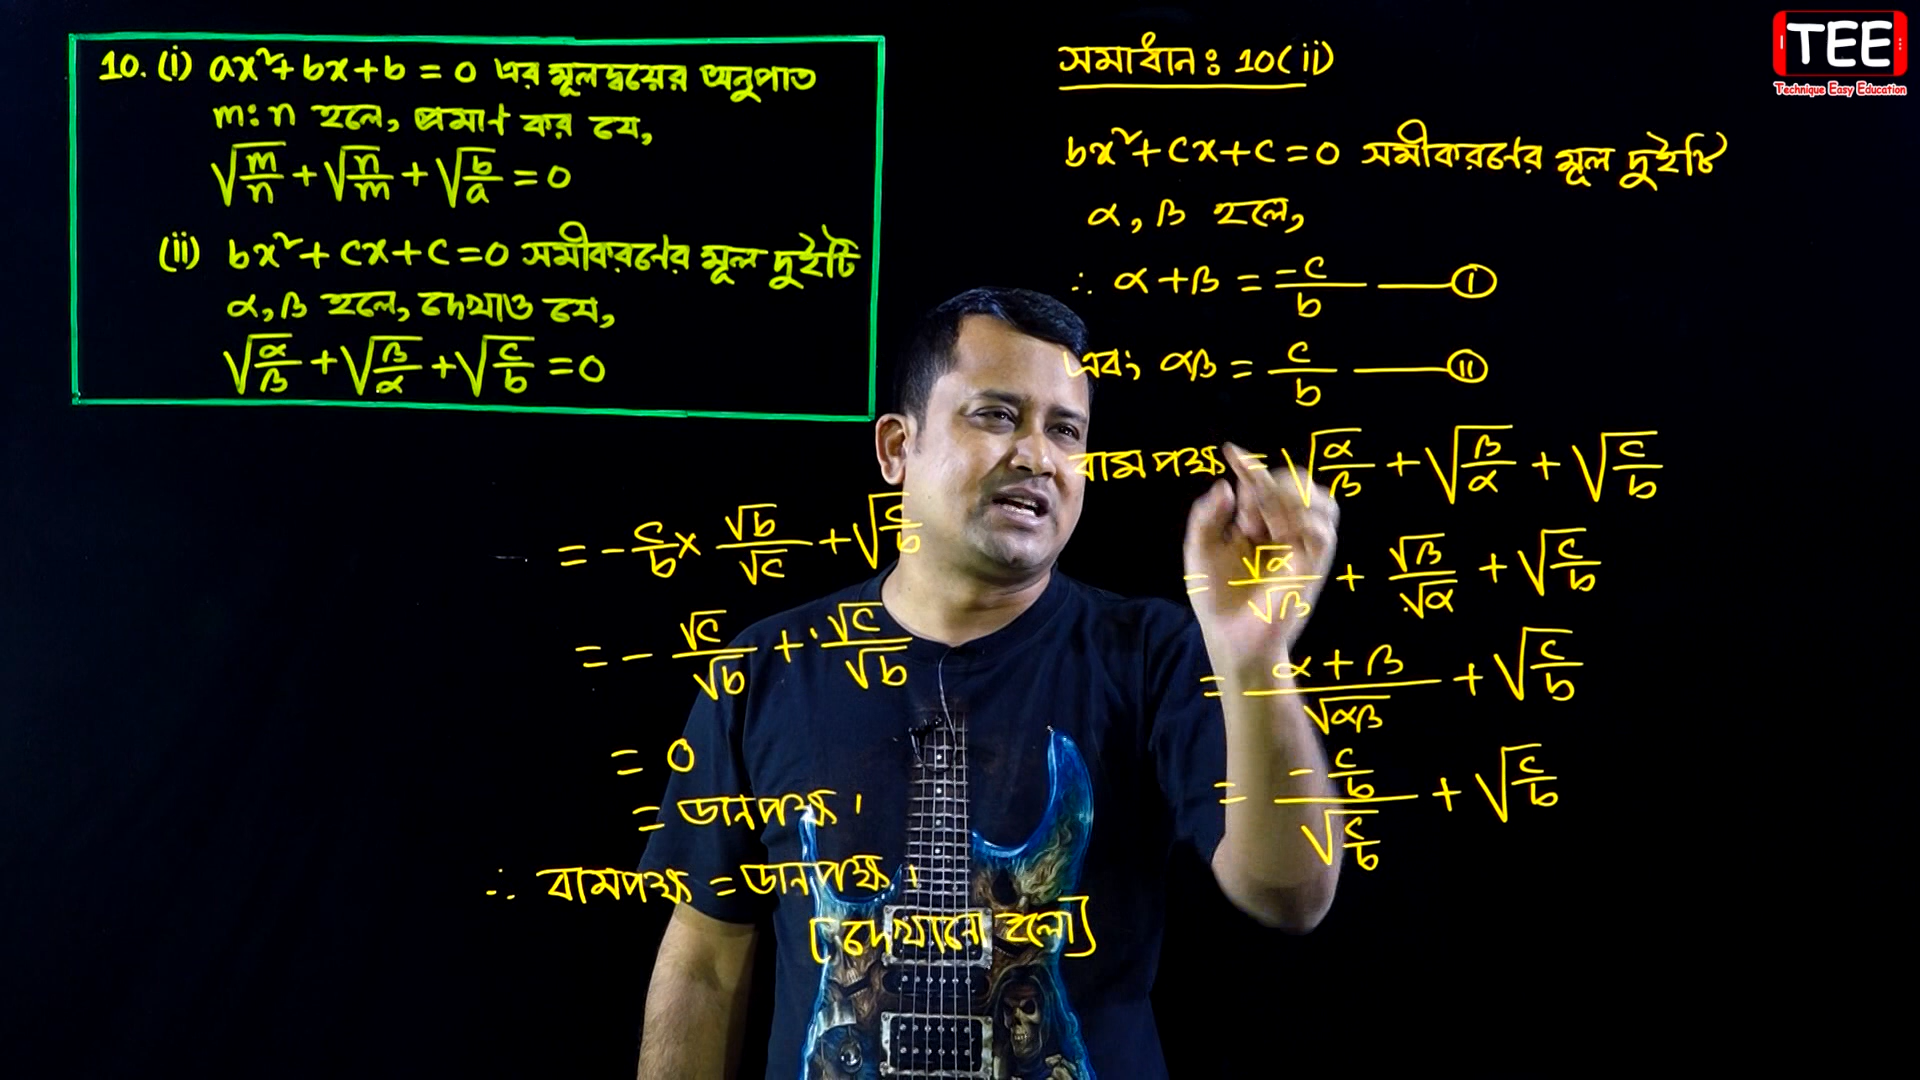 10. (i) ax²+ bx + b = 0 এর মূলদ্বয়ের অনুপাত
m : n হলে, প্রমাণ কর যে,
√(m/n) + √(n/m) + √(b/a) = 0
(ii) bx² + cx + c = 0 সমীকরণের মূল দুইটি
α, β হলে, দেখাও যে,
√(α/β) + √(β/α) + √(c/b) = 0
সমাধান : 10(ii)
bx² + cx + c = 0 সমীকরণের মূল দুইটি
α, β হলে,
∴ α + β = -c/b —— (i)
এবং αβ = c/b —— (ii)
বামপক্ষ = √(α/β) + √(β/α) + √(c/b)
= √α/√β + √β/√α + √(c/b)
= (α + β)/√(αβ) + √(c/b)
= (-c/b)/√(c/b) + √(c/b)
= - c/b × √b/√c + √(c/b)
= - √c/√b + √c/√b
= 0
= ডানপক্ষ ।
∴ বামপক্ষ = ডানপক্ষ ।
[দেখানো হলো]
TEE
Technique Easy Education